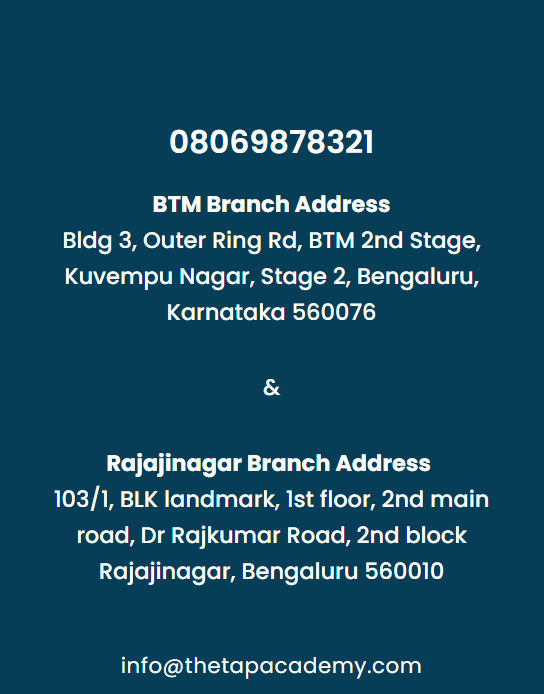 08069878321
BTM Branch Address
Bldg 3, Outer Ring Rd, BTM 2nd Stage,
Kuvempu Nagar, Stage 2, Bengaluru,
Karnataka 560076
&
Rajajinagar Branch Address
103/1, BLK landmark, 1st floor, 2nd main
road, Dr Rajkumar Road, 2nd block
Rajajinagar, Bengaluru 560010
info@thetapacademy.com